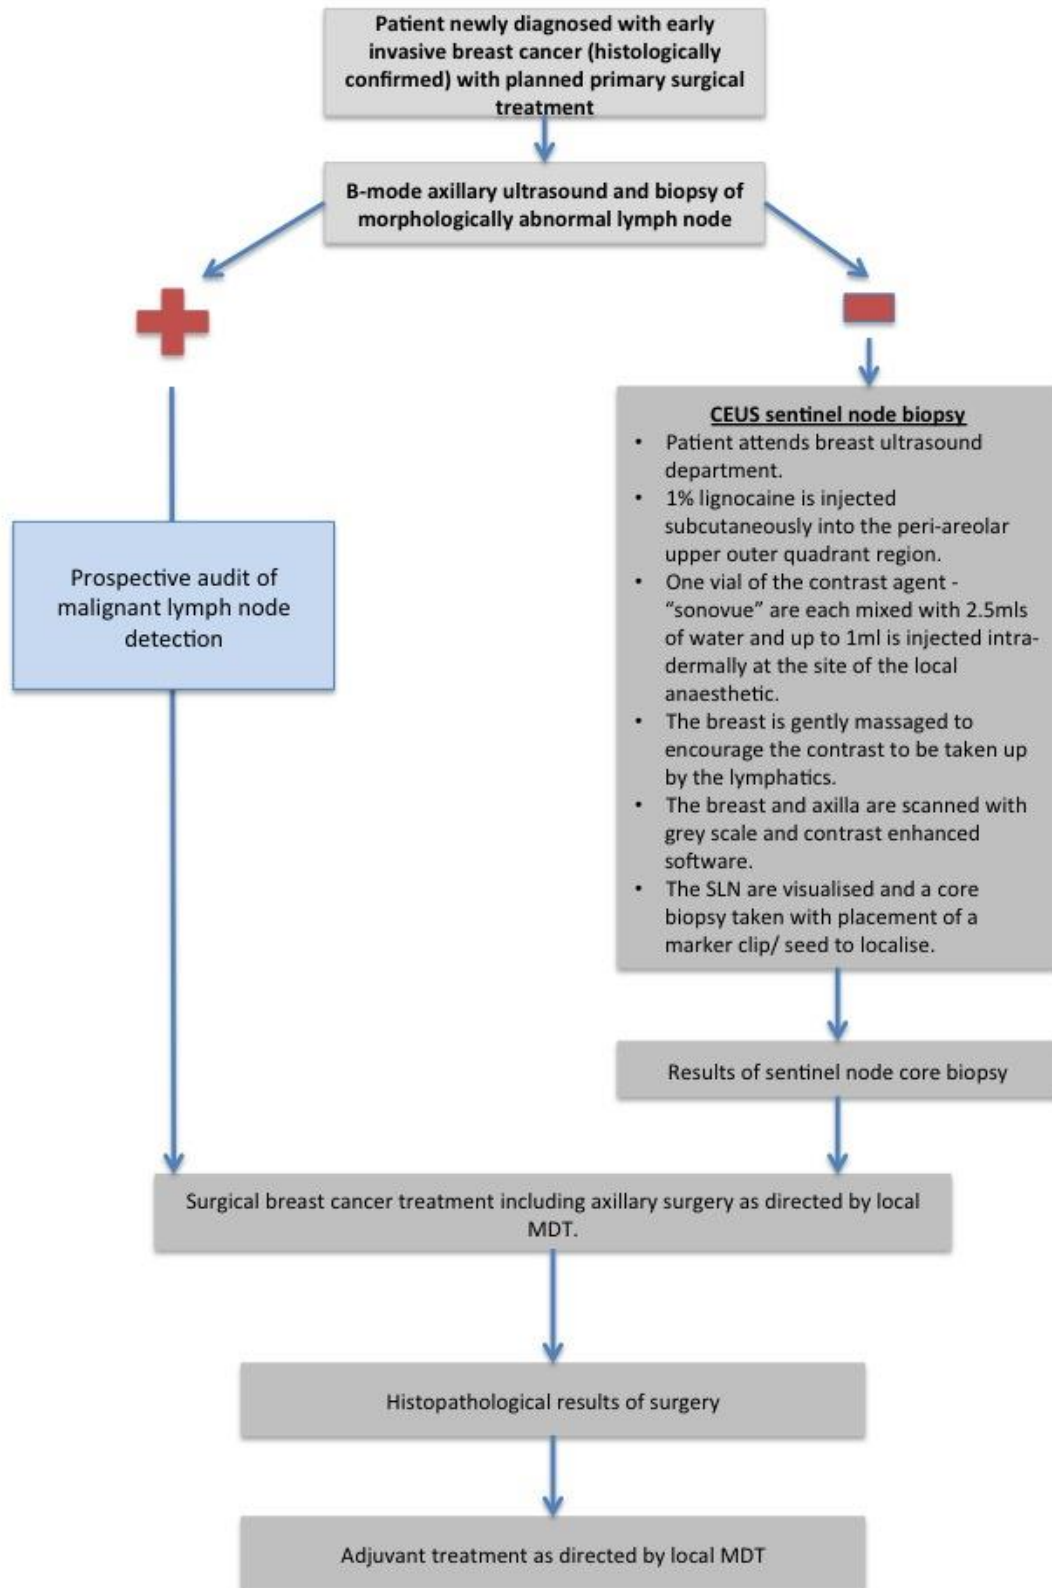 Patient newly diagnosed with early
invasive breast cancer (histologically
confirmed) with planned primary surgical
treatment
B-mode axillary ultrasound and biopsy of
morphologically abnormal lymph node
Prospective audit of
malignant lymph node
detection
CEUS sentinel node biopsy
• Patient attends breast ultrasound
department.
• 1% lignocaine is injected
subcutaneously into the peri-areolar
upper outer quadrant region.
• One vial of the contrast agent -
“sonovue” are each mixed with 2.5mls
of water and up to 1ml is injected intra-
dermally at the site of the local
anaesthetic.
• The breast is gently massaged to
encourage the contrast to be taken up
by the lymphatics.
• The breast and axilla are scanned with
grey scale and contrast enhanced
software.
• The SLN are visualised and a core
biopsy taken with placement of a
marker clip/ seed to localise.
Results of sentinel node core biopsy
Surgical breast cancer treatment including axillary surgery as directed by local
MDT.
Histopathological results of surgery
Adjuvant treatment as directed by local MDT